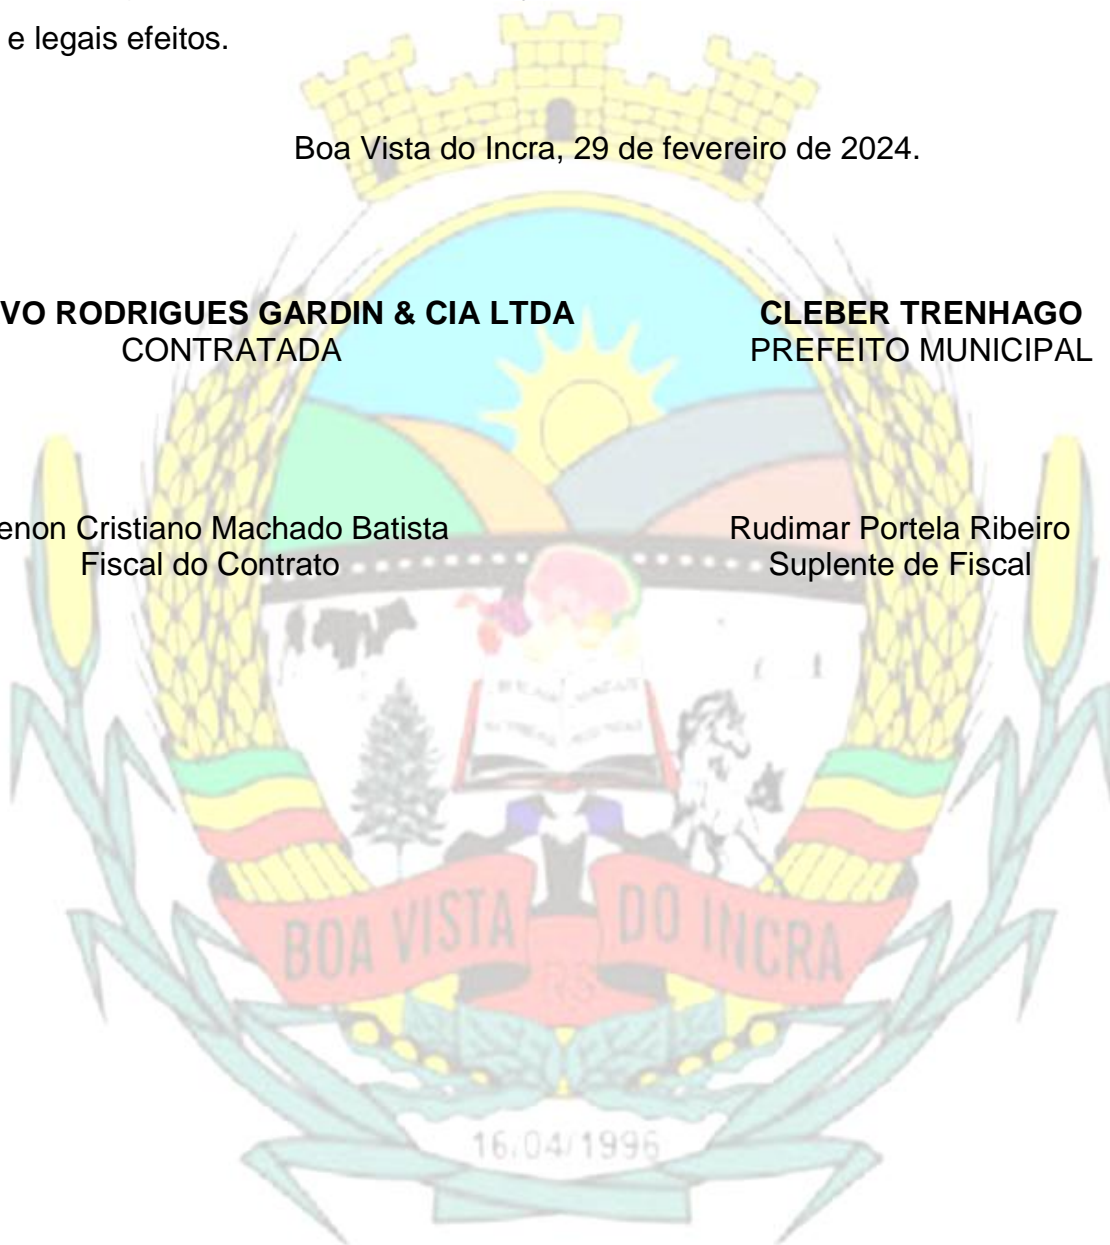 e legais efeitos.
Boa Vista do Incra, 29 de fevereiro de 2024.
VO RODRIGUES GARDIN & CIA LTDA
CONTRATADA
CLEBER TRENHAGO
PREFEITO MUNICIPAL
enon Cristiano Machado Batista
Fiscal do Contrato
Rudimar Portela Ribeiro
Suplente de Fiscal
BOA VISTA DO INCRA
RS
16/04/1996